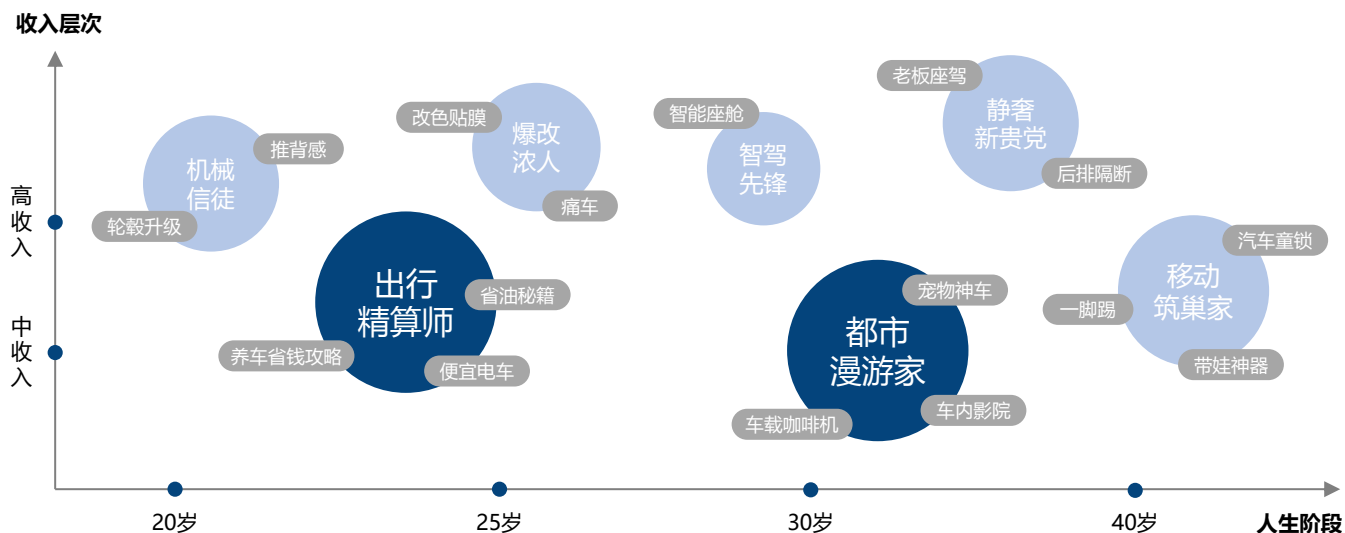 收入层次
老板座驾
改色贴膜
智能座舱
爆改
浓人
静奢
新贵党
推背感
机械
信徒
智驾
先锋
后排隔断
痛车
轮毂升级
高收入
汽车童锁
出行
精算师
省油秘籍
宠物神车
移动
筑巢家
一脚踢
中收入
都市
漫游家
养车省钱攻略
便宜电车
带娃神器
车载咖啡机
车内影院
20岁
25岁
30岁
40岁
人生阶段